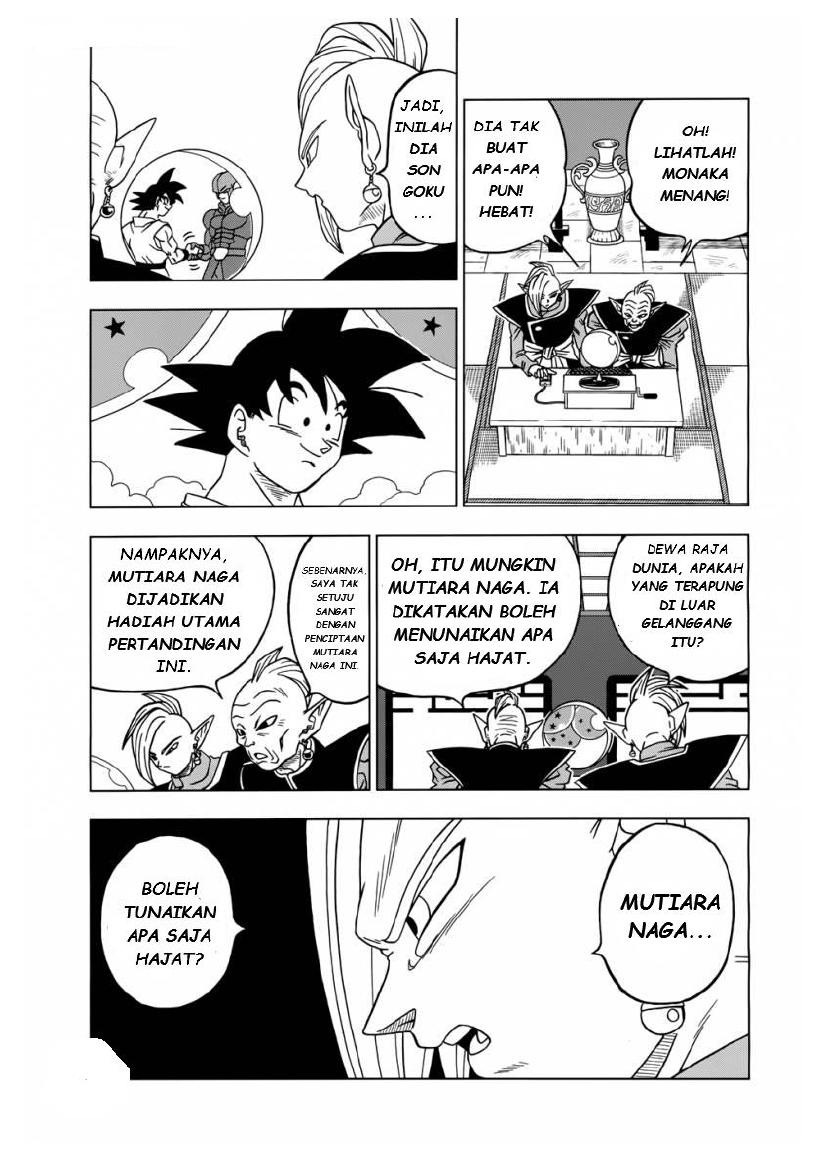 OH!
LIHATLAH!
MONAKA
MENANG!
DIA TAK
BUAT
APA-APA
PUN!
HEBAT!
JADI,
INILAH
DIA
SON
GOKU
...
DEWA RAJA
DUNIA, APAKAH
YANG TERAPUNG
DI LUAR
GELANGGANG
ITU?
OH, ITU MUNGKIN
MUTIARA NAGA. IA
DIKATAKAN BOLEH
MENUNAIKAN APA
SAJA HAJAT.
SEBENARNYA,
SAYA TAK
SETUJU
SANGAT
DENGAN
PENCIPTAAN
MUTIARA
NAGA INI.
NAMPAKNYA,
MUTIARA NAGA
DIJADIKAN
HADIAH UTAMA
PERTANDINGAN
INI.
MUTIARA
NAGA...
BOLEH
TUNAIKAN
APA SAJA
HAJAT?